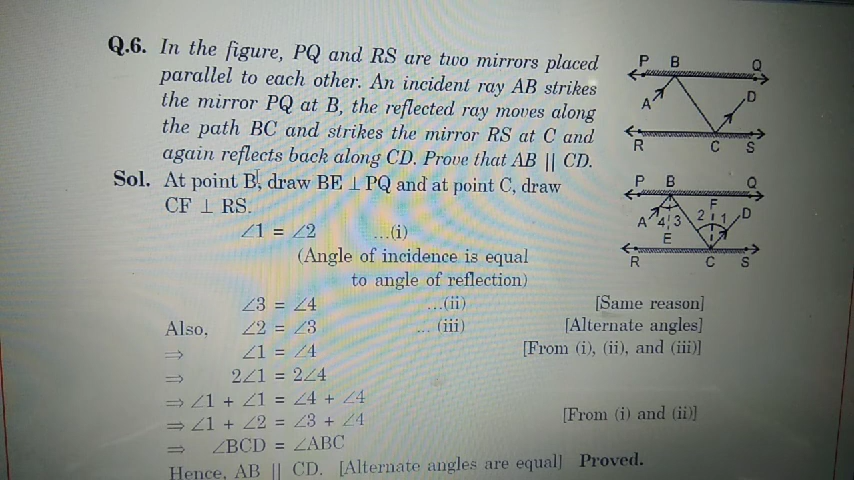 Q.6. In the figure, PQ and RS are two mirrors placed
parallel to each other. An incident ray AB strikes
the mirror PQ at B, the reflected ray moves along
the path BC and strikes the mirror RS at C and
again reflects back along CD. Prove that AB || CD.
P B Q
A D
R C S
Sol. At point B, draw BE ⊥ PQ and at point C, draw
CF ⊥ RS.
P B Q
F
A 4 3 2 1 D
E
R C S
∠1 = ∠2 ...(i)
(Angle of incidence is equal
to angle of reflection)
∠3 = ∠4 ...(ii) [Same reason]
Also, ∠2 = ∠3 ... (iii) [Alternate angles]
⇒ ∠1 = ∠4 [From (i), (ii), and (iii)]
⇒ 2∠1 = 2∠4
⇒ ∠1 + ∠1 = ∠4 + ∠4
⇒ ∠1 + ∠2 = ∠3 + ∠4 [From (i) and (ii)]
⇒ ∠BCD = ∠ABC
Hence, AB || CD. [Alternate angles are equal] Proved.